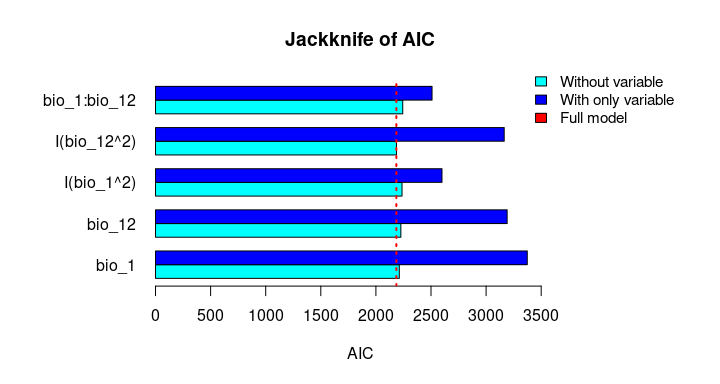 Jackknife of AIC
Without variable
With only variable
Full model
bio_1:bio_12
I(bio_12^2)
I(bio_1^2)
bio_12
bio_1
0 500 1000 1500 2000 2500 3000 3500
AIC